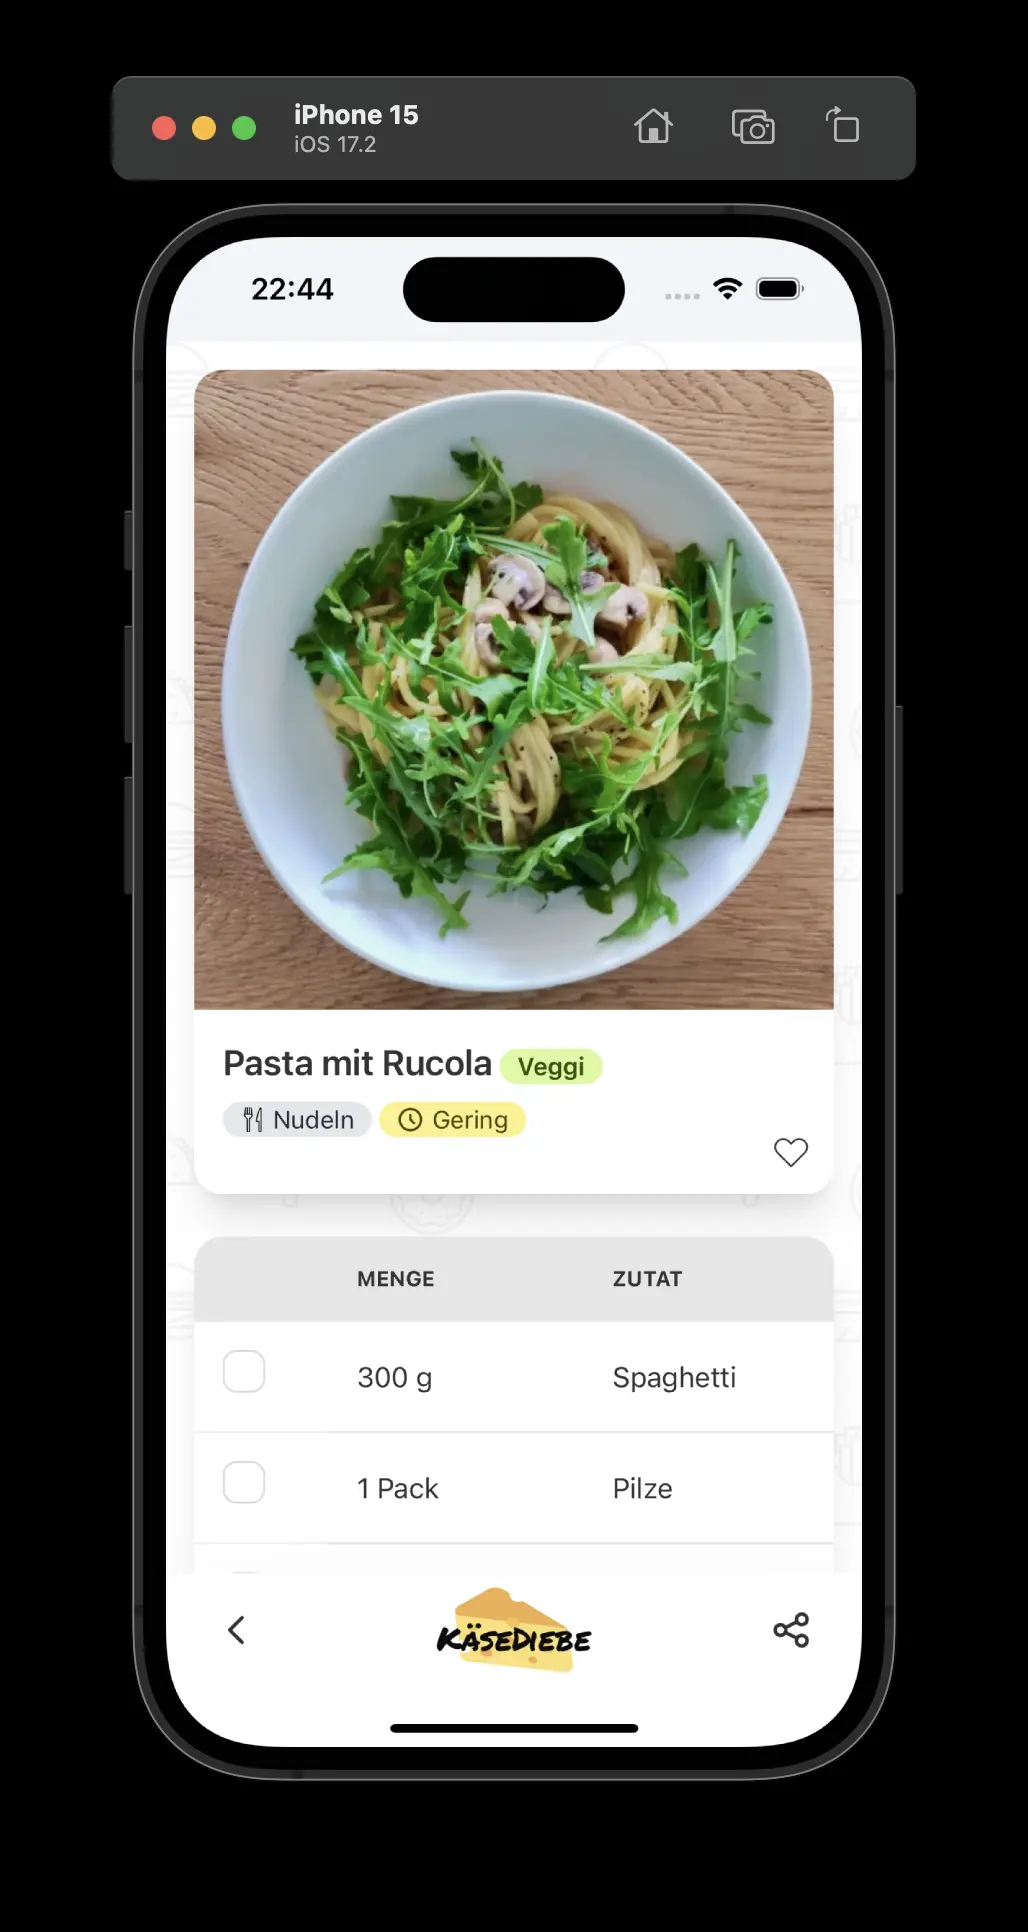 iPhone 15
iOS 17.2
22:44
Pasta mit Rucola Veggi
Nudeln Gering
MENGE ZUTAT
300 g Spaghetti
1 Pack Pilze
KÄSEDIEBE